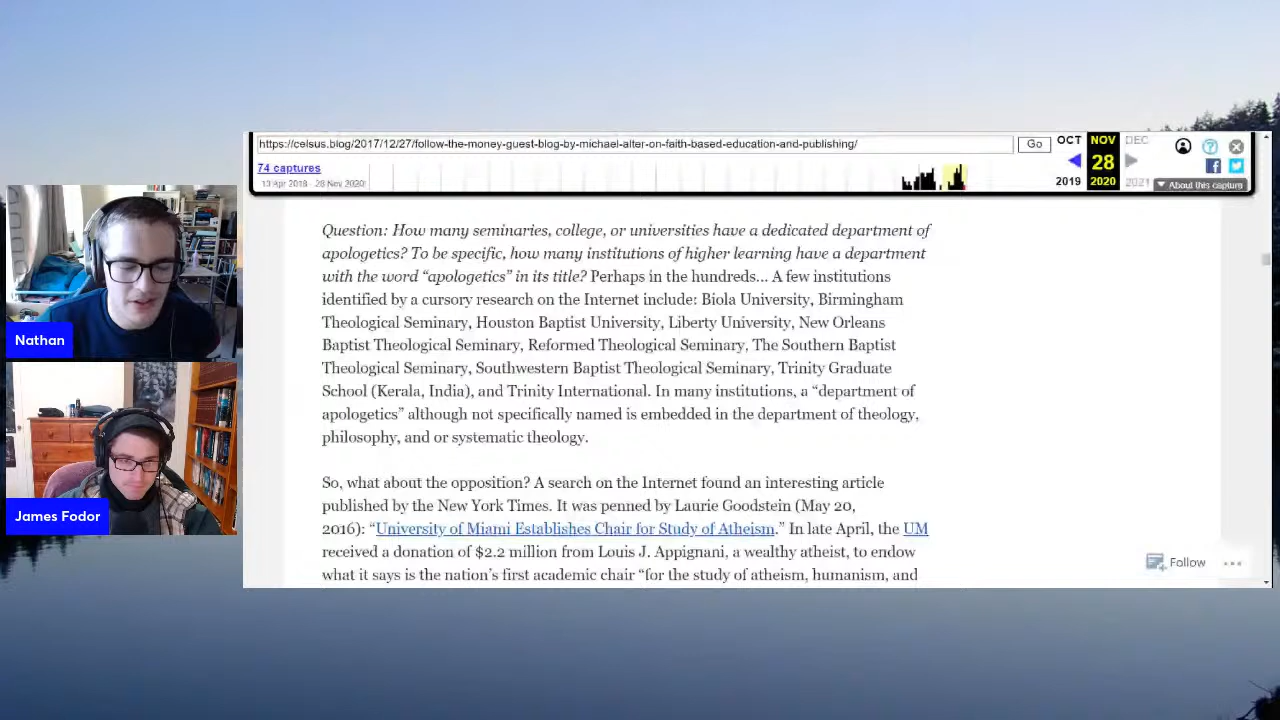 https://celsus.blog/2017/12/27/follow-the-money-guest-blog-by-michael-alter-on-faith-based-education-and-publishing/
Go
OCT
NOV
DEC
74 captures
28
13 Apr 2018 - 28 Nov 2020
2019
2020
2021
About this capture
Question: How many seminaries, college, or universities have a dedicated department of
apologetics? To be specific, how many institutions of higher learning have a department
with the word “apologetics” in its title? Perhaps in the hundreds... A few institutions
identified by a cursory research on the Internet include: Biola University, Birmingham
Theological Seminary, Houston Baptist University, Liberty University, New Orleans
Baptist Theological Seminary, Reformed Theological Seminary, The Southern Baptist
Theological Seminary, Southwestern Baptist Theological Seminary, Trinity Graduate
School (Kerala, India), and Trinity International. In many institutions, a “department of
apologetics” although not specifically named is embedded in the department of theology,
philosophy, and or systematic theology.
So, what about the opposition? A search on the Internet found an interesting article
published by the New York Times. It was penned by Laurie Goodstein (May 20,
2016): “University of Miami Establishes Chair for Study of Atheism.” In late April, the UM
received a donation of $2.2 million from Louis J. Appignani, a wealthy atheist, to endow
what it says is the nation’s first academic chair “for the study of atheism, humanism, and
Follow
Nathan
James Fodor